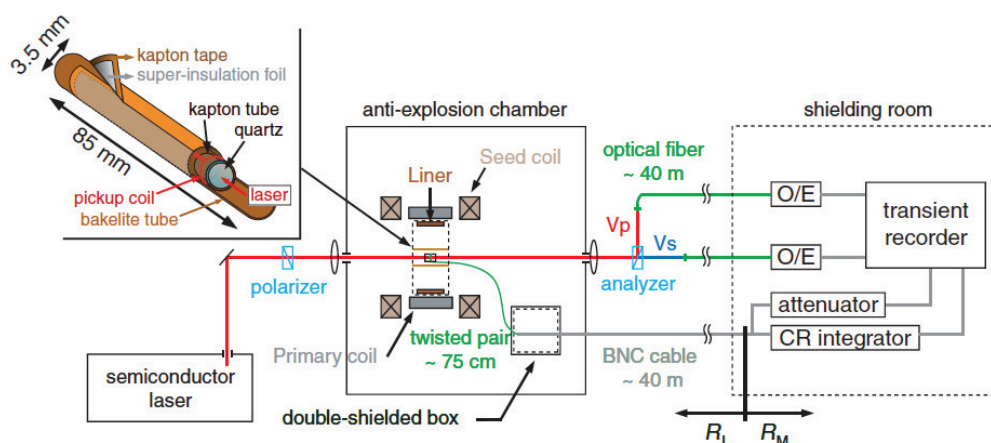 3.5 mm
kapton tape
super-insulation foil
kapton tube
quartz
85 mm
pickup coil
laser
bakelite tube
anti-explosion chamber
Seed coil
Liner
shielding room
optical fiber
~ 40 m
O/E
transient
recorder
Vp
Vs
O/E
polarizer
analyzer
attenuator
CR integrator
Primary coil
twisted pair
~ 75 cm
BNC cable
~ 40 m
semiconductor
laser
double-shielded box
R
R_M